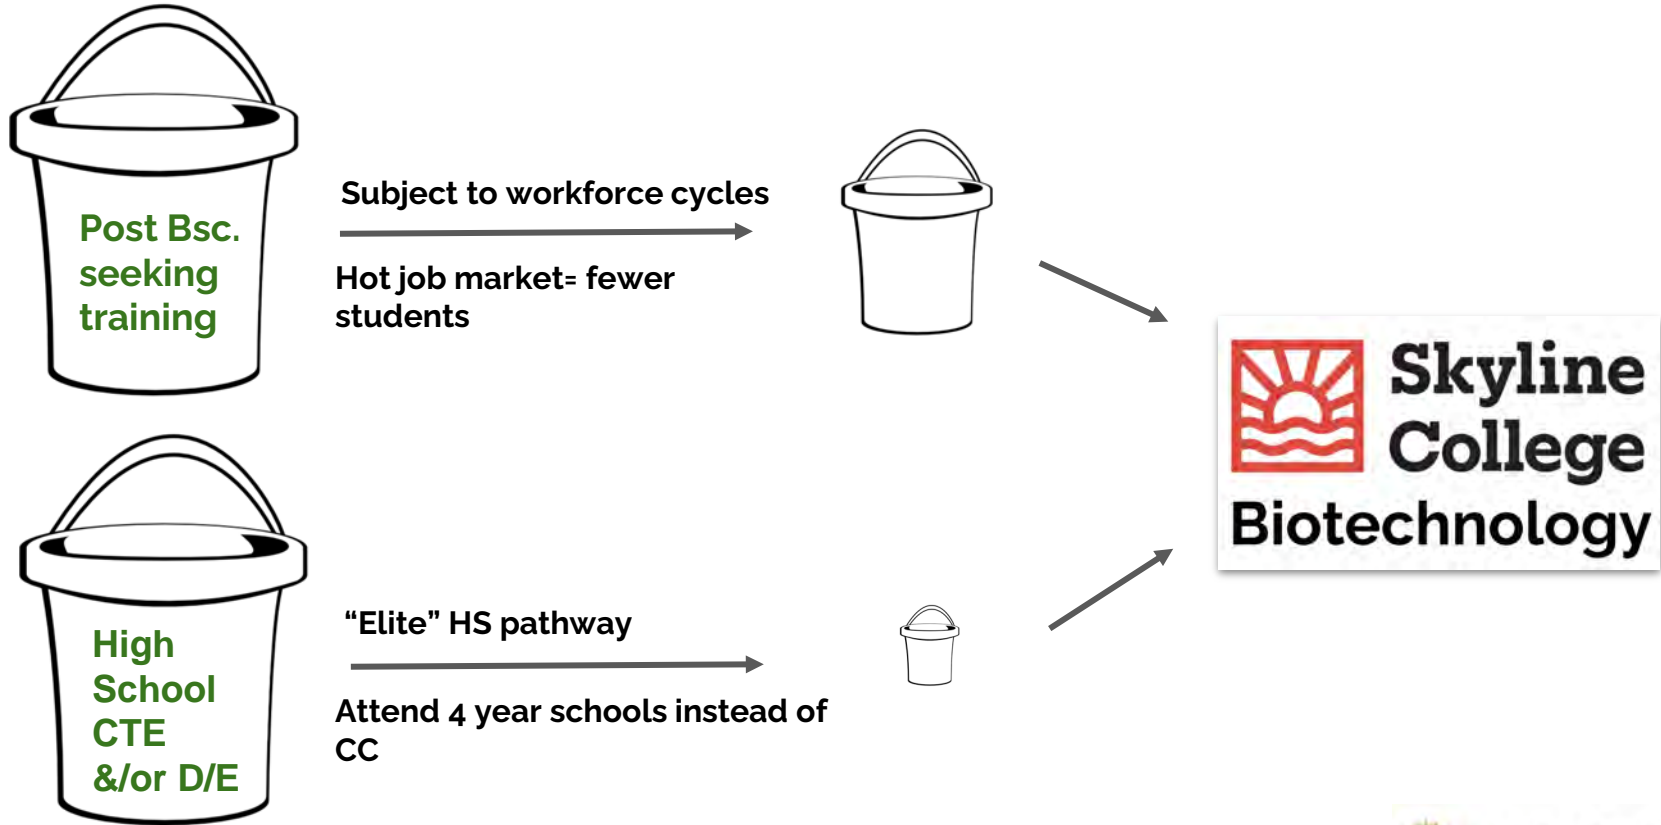 Subject to workforce cycles
Post Bsc.
seeking
training
Hot job market= fewer
students
Skyline
College
Biotechnology
"Elite" HS pathway
High
School
CTE
&/or D/E
Attend 4 year schools instead of
CC